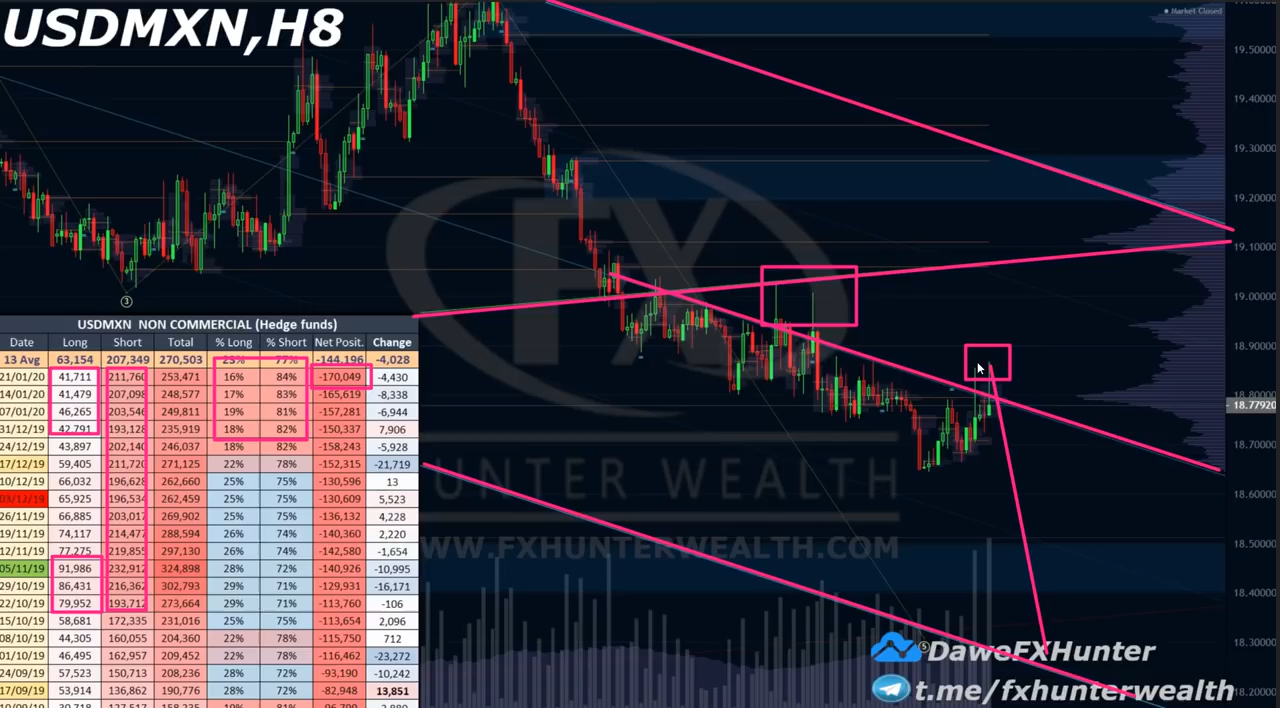 USDMXN,H8
Market Closed
19.50000
19.40000
19.30000
19.20000
19.10000
19.00000
18.90000
18.80000
18.77920
18.70000
18.60000
18.50000
18.40000
18.30000
18.20000
3
FX
HUNTER WEALTH
WWW.FXHUNTERWEALTH.COM
USDMXN NON COMMERCIAL (Hedge funds)
Date Long Short Total % Long % Short Net Posit. Change
13 Avg 63,154 207,349 270,503 23% 77% -144,196 -4,028
21/01/20 41,711 211,760 253,471 16% 84% -170,049 -4,430
14/01/20 41,479 207,098 248,577 17% 83% -165,619 -8,338
07/01/20 46,265 203,546 249,811 19% 81% -157,281 -6,944
31/12/19 42,791 193,128 235,919 18% 82% -150,337 7,906
24/12/19 43,897 202,140 246,037 18% 82% -158,243 -5,928
17/12/19 59,405 211,720 271,125 22% 78% -152,315 -21,719
10/12/19 66,032 196,628 262,660 25% 75% -130,596 13
03/12/19 65,925 196,534 262,459 25% 75% -130,609 5,523
26/11/19 66,885 203,017 269,902 25% 75% -136,132 4,228
19/11/19 74,117 214,477 288,594 26% 74% -140,360 2,220
12/11/19 77,275 219,855 297,130 26% 74% -142,580 -1,654
05/11/19 91,986 232,912 324,898 28% 72% -140,926 -10,995
29/10/19 86,431 216,362 302,793 29% 71% -129,931 -16,171
22/10/19 79,952 193,712 273,664 29% 71% -113,760 -106
15/10/19 58,681 172,335 231,016 25% 75% -113,654 2,096
08/10/19 44,305 160,055 204,360 22% 78% -115,750 712
01/10/19 46,495 162,957 209,452 22% 78% -116,462 -23,272
24/09/19 57,523 150,713 208,236 28% 72% -93,190 -10,242
17/09/19 53,914 136,862 190,776 28% 72% -82,948 13,851
5
DaweFXHunter
t.me/fxhunterwealth